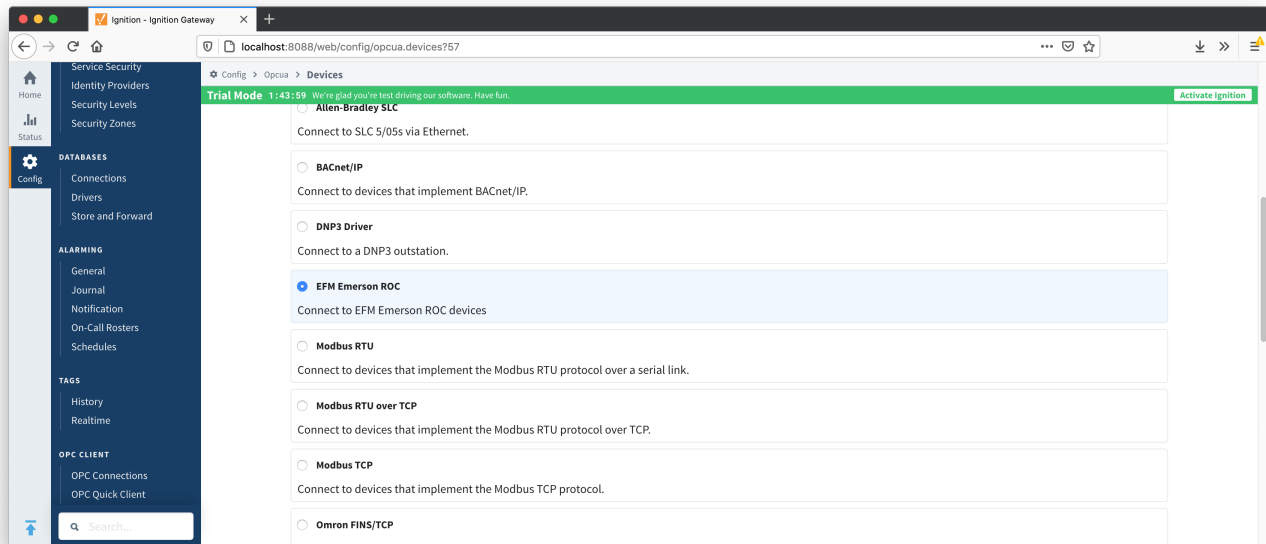 Ignition - Ignition Gateway
localhost:8088/web/config/opcua.devices?57
Home
Status
Config
Service Security
Identity Providers
Security Levels
Security Zones
DATABASES
Connections
Drivers
Store and Forward
ALARMING
General
Journal
Notification
On-Call Rosters
Schedules
TAGS
History
Realtime
OPC CLIENT
OPC Connections
OPC Quick Client
Search...
Config > Opcua > Devices
Trial Mode 1:43:59 We're glad you're test driving our software. Have fun.
Activate Ignition
Allen-Bradley SLC
Connect to SLC 5/05s via Ethernet.
BACnet/IP
Connect to devices that implement BACnet/IP.
DNP3 Driver
Connect to a DNP3 outstation.
EFM Emerson ROC
Connect to EFM Emerson ROC devices
Modbus RTU
Connect to devices that implement the Modbus RTU protocol over a serial link.
Modbus RTU over TCP
Connect to devices that implement the Modbus RTU protocol over TCP.
Modbus TCP
Connect to devices that implement the Modbus TCP protocol.
Omron FINS/TCP